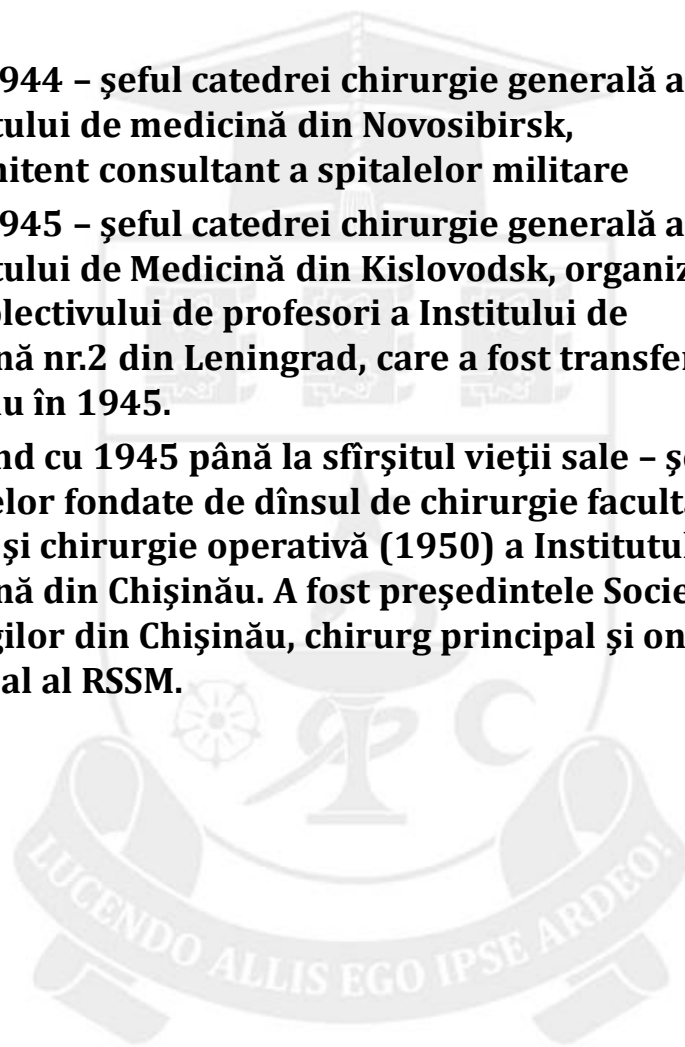 944 – şeful catedrei chirurgie generală a
tului de medicină din Novosibirsk,
nitent consultant a spitalelor militare
945 – şeful catedrei chirurgie generală a
tului de Medicină din Kislovodsk, organiz
olectivului de profesori a Institului de
nă nr.2 din Leningrad, care a fost transfer
u în 1945.
nd cu 1945 până la sfîrşitul vieţii sale – şe
elor fondate de dînsul de chirurgie faculta
şi chirurgie operativă (1950) a Institutul
nă din Chişinău. A fost preşedintele Socie
gilor din Chişinău, chirurg principal şi on
al al RSSM.
LUCENDO ALLIS EGO IPSE ARDEO!